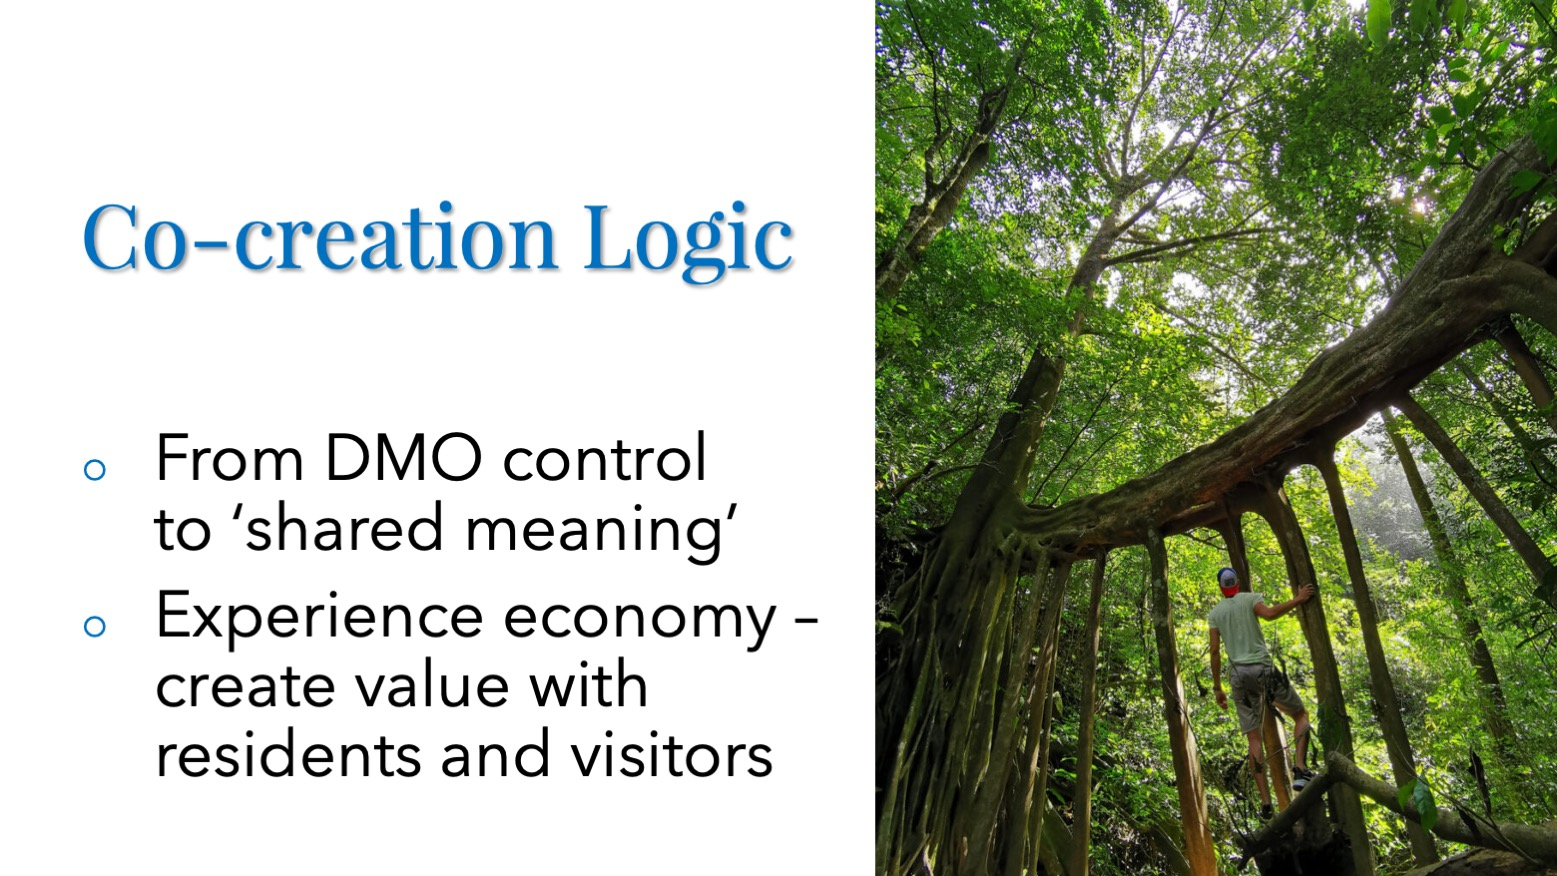 Co-creation Logic
From DMO control
to ‘shared meaning’
Experience economy –
create value with
residents and visitors